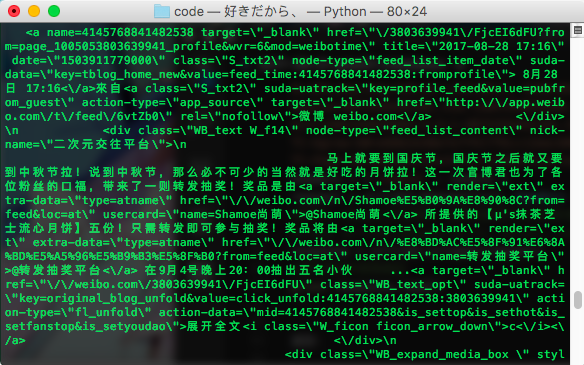 code — 好きだから、 — Python — 80×24
<a name=4145768841482538 target=\"_blank\" href=\"\/3803639941\/FjcEI6dFU?fro
m=page_1005053803639941_profile&wvr=6&mod=weibotime\" title=\"2017-08-28 17:16\"
date=\"1503911779000\" class=\"S_txt2\" node-type=\"feed_list_item_date\" suda-
data=\"key=tblog_home_new&value=feed_time:4145768841482538:fromprofile\"> 8月28
日 17:16<\/a>來自<a class=\"S_txt2\" suda-uatrack=\"key=profile_feed&value=pubfr
om_guest\" action-type=\"app_source\" target=\"_blank\" href=\"http:\/\/app.weib
o.com\/t\/feed\/6vtZb0\" rel=\"nofollow\">微博 weibo.com<\/a> <\/div>
\n <div class=\"WB_text W_f14\" node-type=\"feed_list_content\" nick-
name=\"二次元交往平台\">\n
马上就要到国庆节，国庆节之后就又要
到中秋节拉！说到中秋节，那么必不可少的当然就是好吃的月饼拉！这一次官博君也为了各
位粉丝的口福，带来了一则转发抽奖！奖品是由<a target=\"_blank\" render=\"ext\" ex
tra-data=\"type=atname\" href=\"\/\/weibo.com\/n\/Shamoe%E5%B0%9A%E8%90%8C?from=
feed&loc=at\" usercard=\"name=Shamoe尚萌\">@Shamoe尚萌<\/a> 所提供的【μ's抹茶芝
士流心月饼】五份！只需转发即可参与抽奖！奖品将由<a target=\"_blank\" render=\"ex
t\" extra-data=\"type=atname\" href=\"\/\/weibo.com\/n\/%E8%BD%AC%E5%8F%91%E6%8A
%BD%E5%A5%96%E5%B9%B3%E5%8F%B0?from=feed&loc=at\" usercard=\"name=转发抽奖平台\"
>@转发抽奖平台<\/a> 在9月4号晚上20：00抽出五名小伙 ...<a target=\"_blank\" h
ref=\"\/\/weibo.com\/3803639941\/FjcEI6dFU\" class=\"WB_text_opt\" suda-uatrack=
\"key=original_blog_unfold&value=click_unfold:4145768841482538:3803639941\" acti
on-type=\"fl_unfold\" action-data=\"mid=4145768841482538&is_settop&is_sethot&is_
setfanstop&is_setyoudao\">展开全文<i class=\"W_ficon ficon_arrow_down\">c<\/i><\
/a> <\/div>\n
<div class=\"WB_expand_media_box \" styl